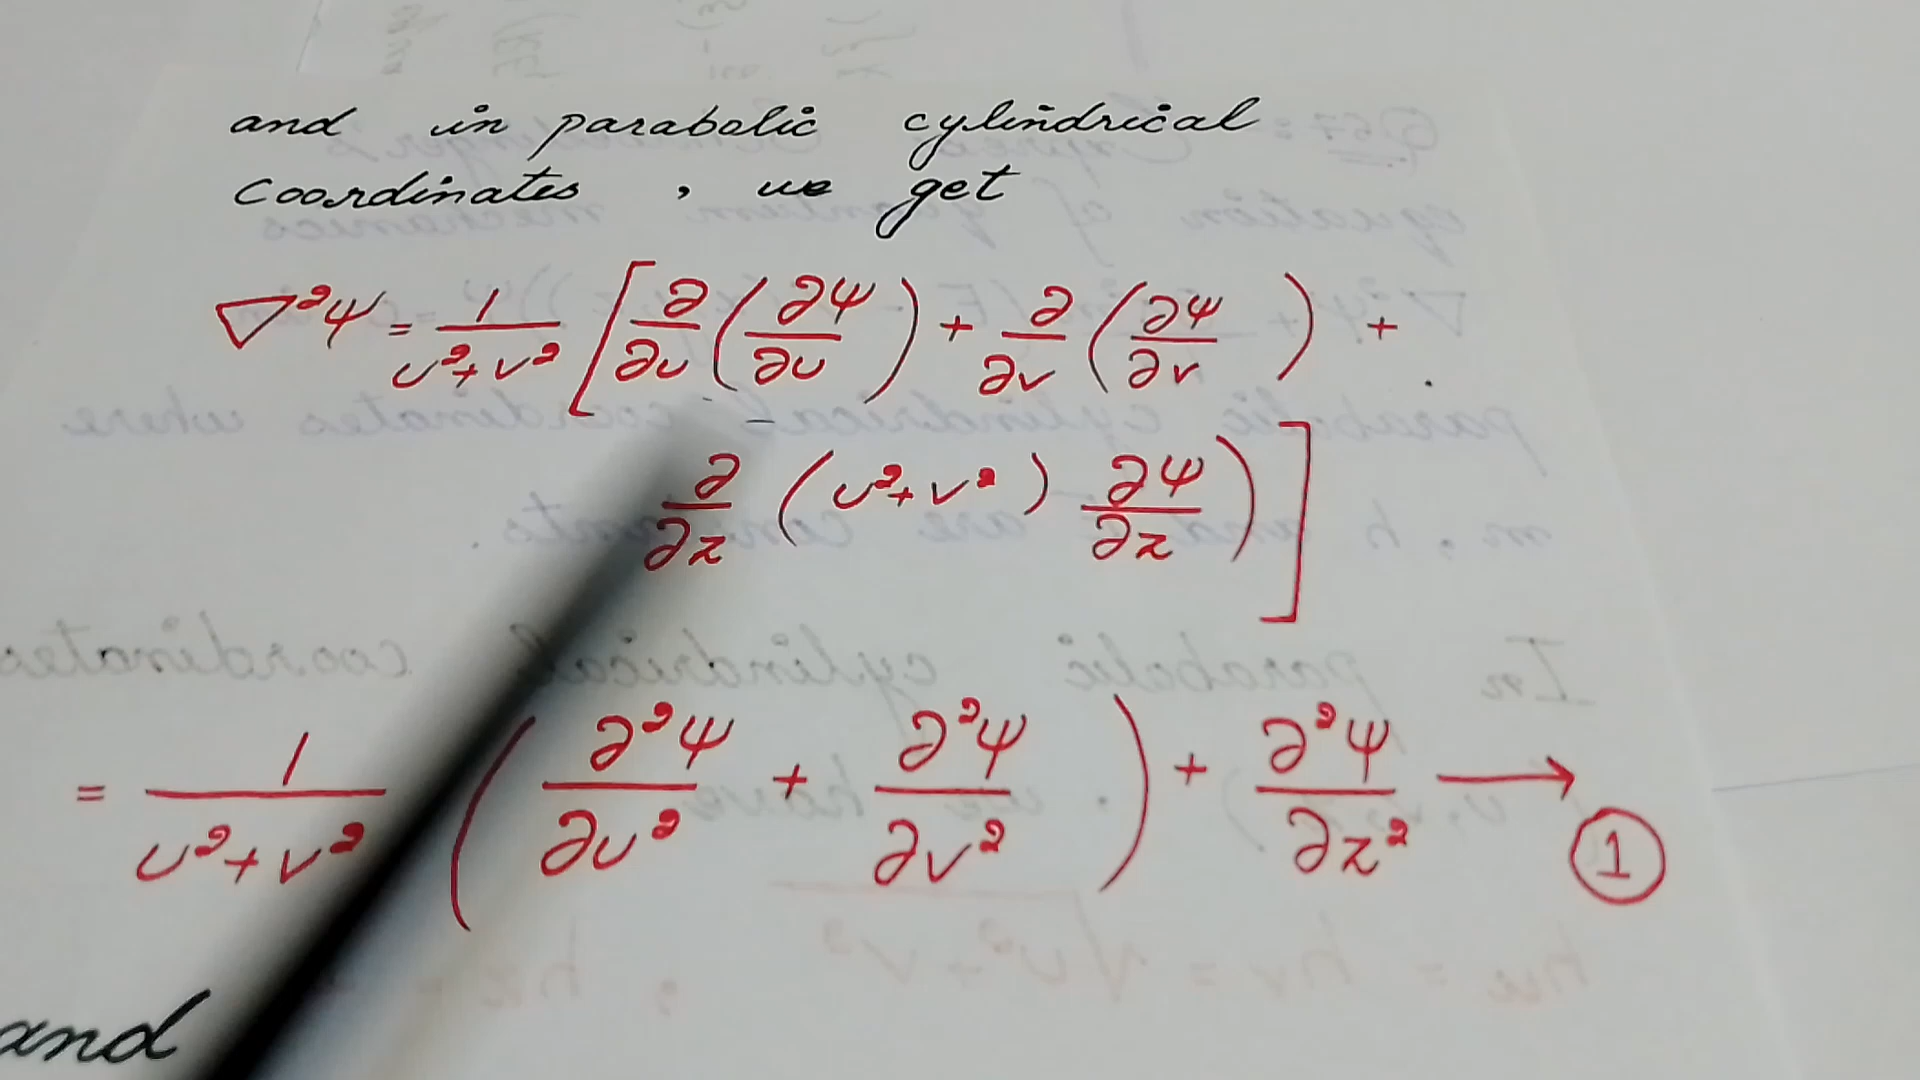 and in parabolic cylindrical
coordinates, we get
∇²ψ = 1/(u²+v²) [ ∂/∂u (∂ψ/∂u) + ∂/∂v (∂ψ/∂v) +
∂/∂z ( (u²+v²) ∂ψ/∂z ) ]
= 1/(u²+v²) ( ∂²ψ/∂u² + ∂²ψ/∂v² ) + ∂²ψ/∂z² → ①
and